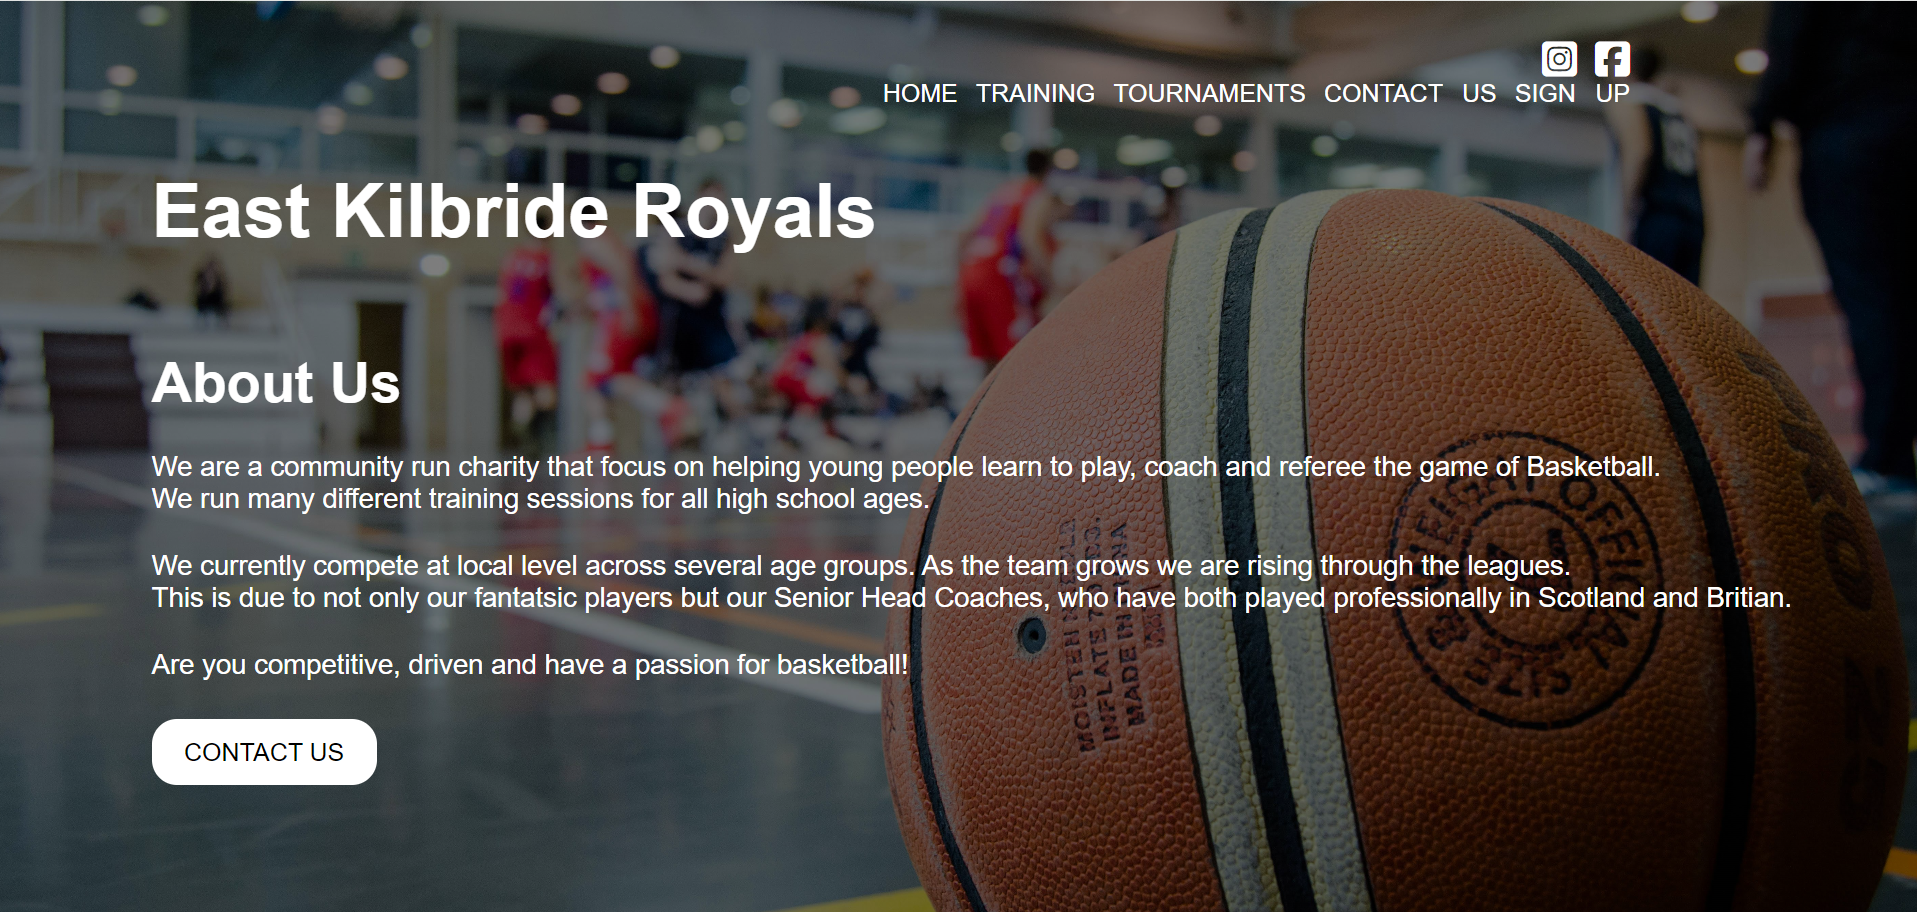 HOME TRAINING TOURNAMENTS CONTACT US SIGN UP
East Kilbride Royals
About Us
We are a community run charity that focus on helping young people learn to play, coach and referee the game of Basketball.
We run many different training sessions for all high school ages.
We currently compete at local level across several age groups. As the team grows we are rising through the leagues.
This is due to not only our fantatsic players but our Senior Head Coaches, who have both played professionally in Scotland and Britian.
Are you competitive, driven and have a passion for basketball!
CONTACT US
MOISTEN
INFLATE
MADE IN
OFFICIAL
SIZE &